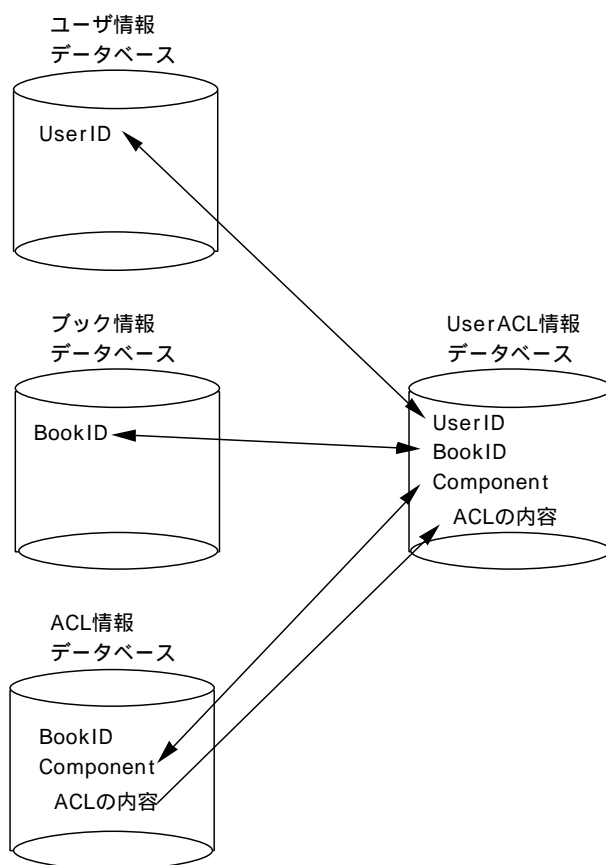 ユーザ情報
データベース
UserID
ブック情報
データベース
BookID
UserACL情報
データベース
UserID
BookID
Component
ACLの内容
ACL情報
データベース
BookID
Component
ACLの内容